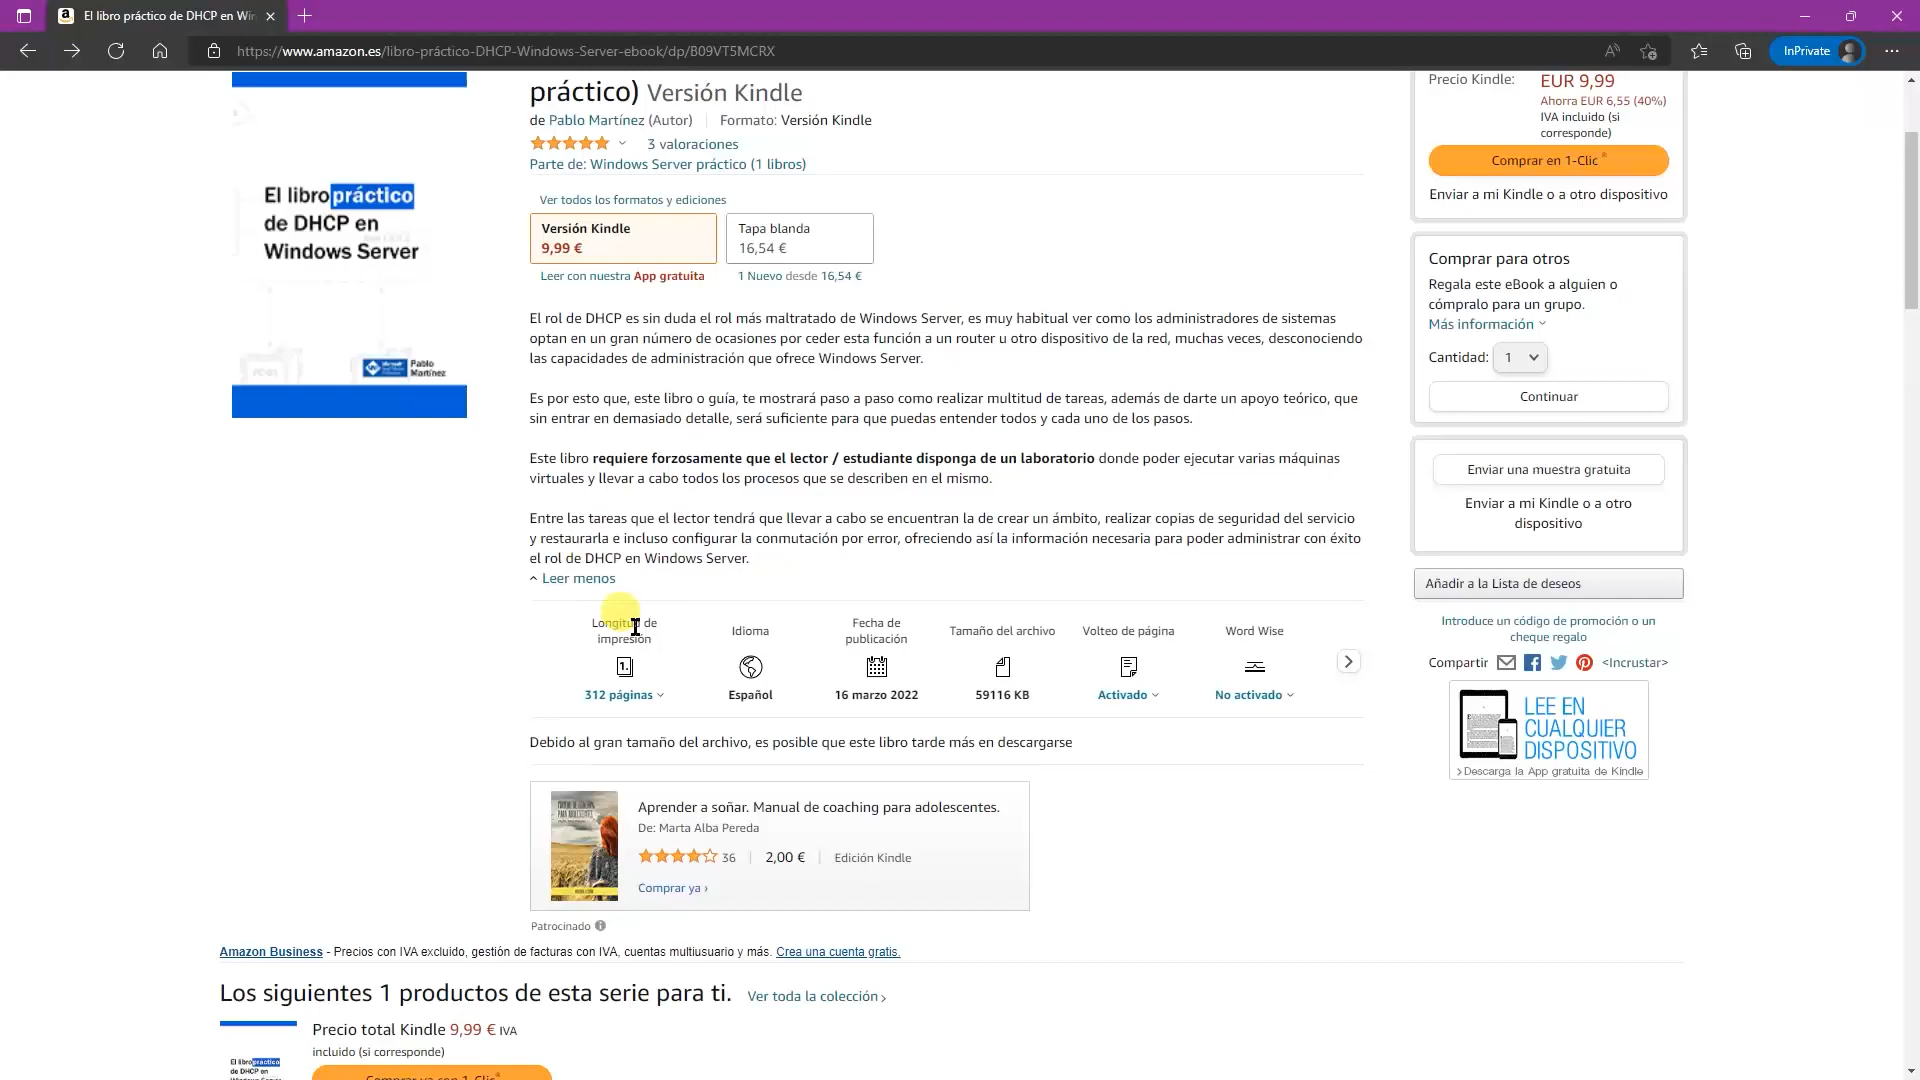 El libro práctico de DHCP en Win
https://www.amazon.es/libro-práctico-DHCP-Windows-Server-ebook/dp/B09VT5MCRX
InPrivate
El libro práctico
de DHCP en
Windows Server
Pablo
Martínez
práctico) Versión Kindle
de Pablo Martínez (Autor) | Formato: Versión Kindle
3 valoraciones
Parte de: Windows Server práctico (1 libros)
Ver todos los formatos y ediciones
Versión Kindle
9,99 €
Leer con nuestra App gratuita
Tapa blanda
16,54 €
1 Nuevo desde 16,54 €
El rol de DHCP es sin duda el rol más maltratado de Windows Server, es muy habitual ver como los administradores de sistemas
optan en un gran número de ocasiones por ceder esta función a un router u otro dispositivo de la red, muchas veces, desconociendo
las capacidades de administración que ofrece Windows Server.
Es por esto que, este libro o guía, te mostrará paso a paso como realizar multitud de tareas, además de darte un apoyo teórico, que
sin entrar en demasiado detalle, será suficiente para que puedas entender todos y cada uno de los pasos.
Este libro requiere forzosamente que el lector / estudiante disponga de un laboratorio donde poder ejecutar varias máquinas
virtuales y llevar a cabo todos los procesos que se describen en el mismo.
Entre las tareas que el lector tendrá que llevar a cabo se encuentran la de crear un ámbito, realizar copias de seguridad del servicio
y restaurarla e incluso configurar la conmutación por error, ofreciendo así la información necesaria para poder administrar con éxito
el rol de DHCP en Windows Server.
Leer menos
Longitud de
impresión
312 páginas
Idioma
Español
Fecha de
publicación
16 marzo 2022
Tamaño del archivo
59116 KB
Volteo de página
Activado
Word Wise
No activado
Debido al gran tamaño del archivo, es posible que este libro tarde más en descargarse
Aprender a soñar. Manual de coaching para adolescentes.
De: Marta Alba Pereda
36 | 2,00 € | Edición Kindle
Comprar ya ›
Patrocinado
Precio Kindle: EUR 9,99
Ahorra EUR 6,55 (40%)
IVA incluido (si
corresponde)
Comprar en 1-Clic®
Enviar a mi Kindle o a otro dispositivo
Comprar para otros
Regala este eBook a alguien o
cómpralo para un grupo.
Más información
Cantidad: 1
Continuar
Enviar una muestra gratuita
Enviar a mi Kindle o a otro
dispositivo
Añadir a la Lista de deseos
Introduce un código de promoción o un
cheque regalo
Compartir <Incrustar>
LEE EN
CUALQUIER
DISPOSITIVO
›Descarga la App gratuita de Kindle
Amazon Business - Precios con IVA excluido, gestión de facturas con IVA, cuentas multiusuario y más. Crea una cuenta gratis.
Los siguientes 1 productos de esta serie para ti. Ver toda la colección ›
El libro práctico
de DHCP en
Windows Server
Precio total Kindle 9,99 € IVA
incluido (si corresponde)
Comprar ya con 1-Clic®